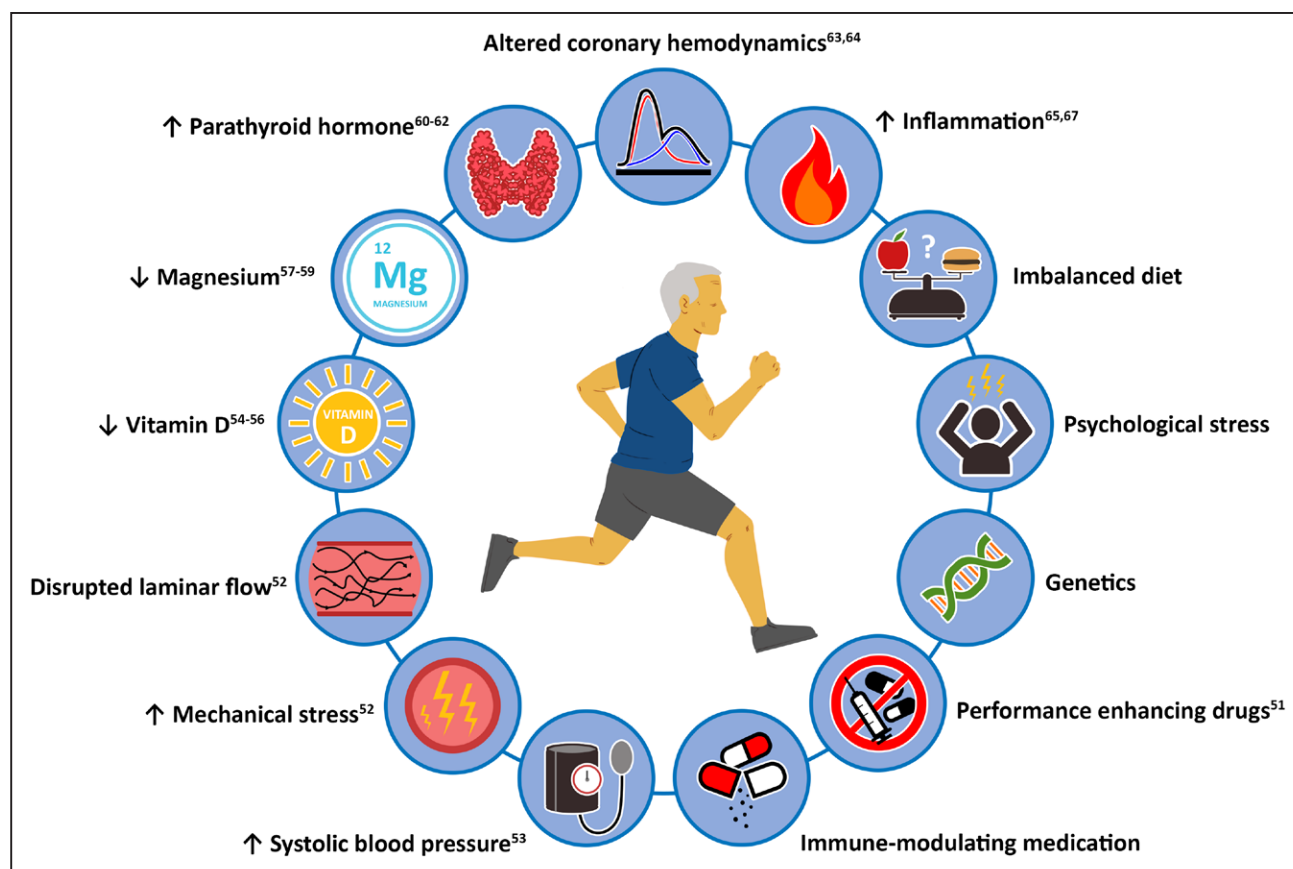 Altered coronary hemodynamics63,64
↑ Parathyroid hormone60-62
↑ Inflammation65,67
12
Mg
MAGNESIUM
↓ Magnesium57-59
?
Imbalanced diet
VITAMIN
D
↓ Vitamin D54-56
Psychological stress
Disrupted laminar flow52
Genetics
↑ Mechanical stress52
Performance enhancing drugs51
↑ Systolic blood pressure53
Immune-modulating medication